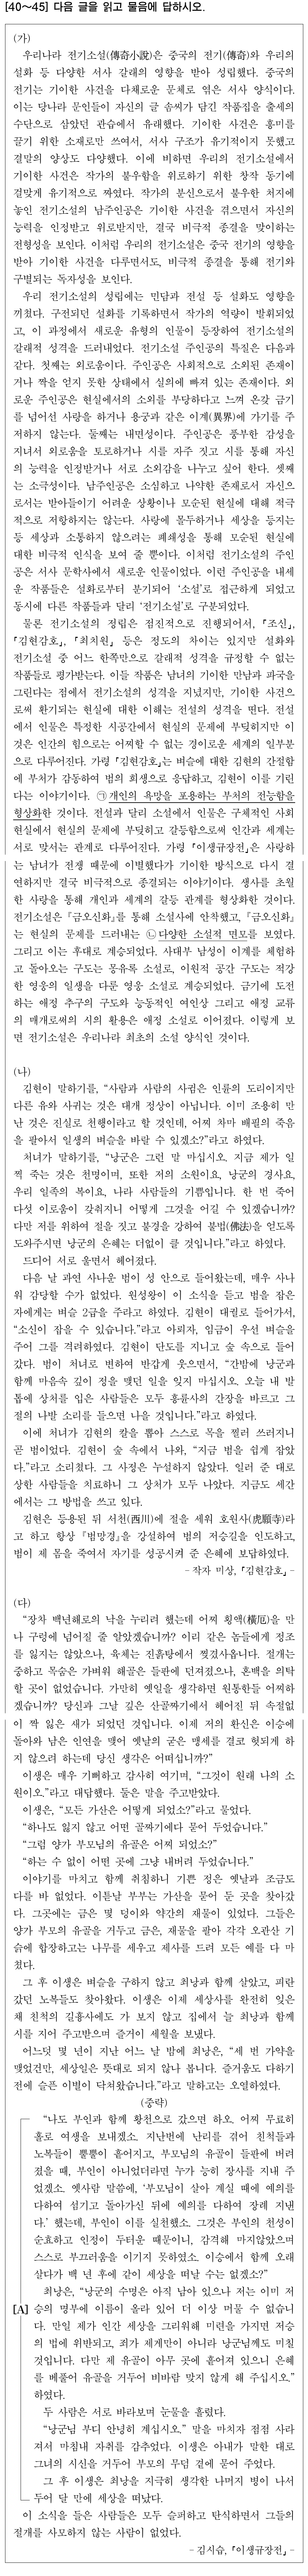 [40～45] 다음 글을 읽고 물음에 답하시오.
(가)
우리나라 전기소설(傳奇小說)은 중국의 전기(傳奇)와 우리의
설화 등 다양한 서사 갈래의 영향을 받아 성립했다. 중국의
전기는 기이한 사건을 다채로운 문체로 엮은 서사 양식이다.
이는 당나라 문인들이 자신의 글 솜씨가 담긴 작품집을 출세의
수단으로 삼았던 관습에서 유래했다. 기이한 사건은 흥미를
끌기 위한 소재로만 쓰여서, 서사 구조가 유기적이지 못했고
결말의 양상도 다양했다. 이에 비하면 우리의 전기소설에서
기이한 사건은 작가의 불우함을 위로하기 위한 창작 동기에
걸맞게 유기적으로 짜였다. 작가의 분신으로서 불우한 처지에
놓인 전기소설의 남주인공은 기이한 사건을 겪으면서 자신의
능력을 인정받고 위로받지만, 결국 비극적 종결을 맞이하는
전형성을 보인다. 이처럼 우리의 전기소설은 중국 전기의 영향을
받아 기이한 사건을 다루면서도, 비극적 종결을 통해 전기와
구별되는 독자성을 보인다.
우리 전기소설의 성립에는 민담과 전설 등 설화도 영향을
끼쳤다. 구전되던 설화를 기록하면서 작가의 역량이 발휘되었
고, 이 과정에서 새로운 유형의 인물이 등장하여 전기소설의
갈래적 성격을 드러내었다. 전기소설 주인공의 특질은 다음과
같다. 첫째는 외로움이다. 주인공은 사회적으로 소외된 존재이
거나 짝을 얻지 못한 상태에서 실의에 빠져 있는 존재이다. 외
로운 주인공은 현실에서의 소외를 부당하다고 느껴 온갖 금기
를 넘어선 사랑을 하거나 용궁과 같은 이계(異界)에 가기를 주
저하지 않는다. 둘째는 내면성이다. 주인공은 풍부한 감성을
지녀서 외로움을 토로하거나 시를 자주 짓고 시를 통해 자신
의 능력을 인정받거나 서로 소외감을 나누고 싶어 한다. 셋째
는 소극성이다. 남주인공은 소심하고 나약한 존재로서 자신으
로서는 받아들이기 어려운 상황이나 모순된 현실에 대해 적극
적으로 저항하지는 않는다. 사랑에 몰두하거나 세상을 등지는
등 세상과 소통하지 않으려는 폐쇄성을 통해 모순된 현실에
대한 비극적 인식을 보여 줄 뿐이다. 이처럼 전기소설의 주인
공은 서사 문학사에서 새로운 인물이었다. 이런 주인공을 내세
운 작품들은 설화로부터 분기되어 '소설'로 접근하게 되었고
동시에 다른 작품들과 달리 '전기소설'로 구분되었다.
물론 전기소설의 정립은 점진적으로 진행되어서, 『조신』,
『김현감호』, 『최치원』 등은 정도의 차이는 있지만 설화와
전기소설 중 어느 한쪽만으로 갈래적 성격을 규정할 수 없는
작품들로 평가받는다. 이들 작품은 남녀의 기이한 만남과 파국을
그린다는 점에서 전기소설의 성격을 지녔지만, 기이한 사건으
로써 환기되는 현실에 대한 이해는 전설의 성격을 띤다. 전설
에서 인물은 특정한 시공간에서 현실의 문제에 부딪히지만 이
것은 인간의 힘으로는 어찌할 수 없는 경이로운 세계의 일부분
으로 다루어진다. 가령 『김현감호』는 벼슬에 대한 김현의 간절함
에 부처가 감동하여 범의 희생으로 응답하고, 김현이 이를 기린
다는 이야기이다. ㉠개인의 욕망을 포용하는 부처의 전능함을
형상화한 것이다. 전설과 달리 소설에서 인물은 구체적인 사회
현실에서 현실의 문제에 부딪히고 갈등함으로써 인간과 세계는
서로 맞서는 관계로 다루어진다. 가령 『이생규장전』은 사랑하
는 남녀가 전쟁 때문에 이별했다가 기이한 방식으로 다시 결
연하지만 결국 비극적으로 종결되는 이야기이다. 생사를 초월
한 사랑을 통해 개인과 세계의 갈등 관계를 형상화한 것이다.
전기소설은 『금오신화』를 통해 소설사에 안착했고, 『금오신화』
는 현실의 문제를 드러내는 ㉡다양한 소설적 면모를 보였다.
그리고 이는 후대로 계승되었다. 사대부 남성이 이계를 체험하
고 돌아오는 구도는 몽유록 소설로, 이원적 공간 구도는 적강
한 영웅의 일생을 다룬 영웅 소설로 계승되었다. 금기에 도전
하는 애정 추구의 구도와 능동적인 여인상 그리고 애정 교류
의 매개로써의 시의 활용은 애정 소설로 이어졌다. 이렇게 보
면 전기소설은 우리나라 최초의 소설 양식인 것이다.
(나)
김현이 말하기를, "사람과 사람의 사귐은 인륜의 도리이지만
다른 유와 사귀는 것은 대개 정상이 아닙니다. 이미 조용히 만
난 것은 진실로 천행이라고 할 것인데, 어찌 차마 배필의 죽음
을 팔아서 일생의 벼슬을 바랄 수 있겠소?"라고 하였다.
처녀가 말하기를, "낭군은 그런 말 마십시오. 지금 제가 일
찍 죽는 것은 천명이며, 또한 저의 소원이요, 낭군의 경사요,
우리 일족의 복이요, 나라 사람들의 기쁨입니다. 한 번 죽어
다섯 이로움이 갖춰지니 어떻게 그것을 어길 수 있겠습니까?
다만 저를 위하여 절을 짓고 불경을 강하여 불법(佛法)을 얻도록
도와주시면 낭군의 은혜는 더없이 클 것입니다."라고 하였다.
드디어 서로 울면서 헤어졌다.
다음 날 과연 사나운 범이 성 안으로 들어왔는데, 매우 사나
워 감당할 수가 없었다. 원성왕이 이 소식을 듣고 범을 잡은
자에게는 벼슬 2급을 주라고 하였다. 김현이 대궐로 들어가서,
"소신이 잡을 수 있습니다."라고 아뢰자, 임금이 우선 벼슬을
주어 그를 격려하였다. 김현이 단도를 지니고 숲 속으로 들어
갔다. 범이 처녀로 변하여 반갑게 웃으면서, "간밤에 낭군과
함께 마음속 깊이 정을 맺던 일을 잊지 마십시오. 오늘 내 발
톱에 상처를 입은 사람들은 모두 흥륜사의 간장을 바르고 그
절의 나발 소리를 들으면 나을 것입니다."라고 하였다.
이에 처녀가 김현의 칼을 뽑아 스스로 목을 찔러 쓰러지니
곧 범이었다. 김현이 숲 속에서 나와, "지금 범을 쉽게 잡았
다."라고 소리쳤다. 그 사정은 누설하지 않았다. 일러 준 대로
상한 사람들을 치료하니 그 상처가 모두 나았다. 지금도 세간
에서는 그 방법을 쓰고 있다.
김현은 등용된 뒤 서천(西川)에 절을 세워 호원사(虎願寺)라
고 하고 항상 『범망경』을 강설하여 범의 저승길을 인도하고,
범이 제 몸을 죽여서 자기를 성공시켜 준 은혜에 보답하였다.
- 작자 미상, 『김현감호』-
(다)
"장차 백년해로의 낙을 누리려 했는데 어찌 횡액(橫厄)을 만
나 구렁에 넘어질 줄 알았겠습니까? 이리 같은 놈들에게 정조
를 잃지는 않았으나, 육체는 진흙탕에서 찢겼사옵니다. 절개는
중하고 목숨은 가벼워 해골은 들판에 던져졌으나, 혼백을 의탁
할 곳이 없었습니다. 가만히 옛일을 생각하면 원통한들 어찌하
겠습니까? 당신과 그날 깊은 산골짜기에서 헤어진 뒤 속절없
이 짝 잃은 새가 되었던 것입니다. 이제 저의 환신은 이승에
돌아와 남은 인연을 맺어 옛날의 굳은 맹세를 결코 헛되게 하
지 않으려 하는데 당신 생각은 어떠십니까?"
이생은 매우 기뻐하고 감사히 여기며, "그것이 원래 나의 소
원이오."라고 대답했다. 둘은 말을 주고받았다.
이생은, "모든 가산은 어떻게 되었소?"라고 물었다.
"하나도 잃지 않고 어떤 골짜기에다 묻어 두었습니다."
"그럼 양가 부모님의 유골은 어찌 되었소?"
"하는 수 없이 어떤 곳에 그냥 내버려 두었습니다."
이야기를 마치고 함께 취침하니 기쁜 정은 옛날과 조금도
다를 바 없었다. 이튿날 부부는 가산을 묻어 둔 곳을 찾아갔
다. 그곳에는 금은 몇 덩이와 약간의 재물이 있었다. 그들은
양가 부모의 유골을 거두고 금은, 재물을 팔아 각각 오관산 기
슭에 합장하고는 나무를 세우고 제사를 드려 모든 예를 다 마
쳤다.
그 후 이생은 벼슬을 구하지 않고 최낭과 함께 살았고, 피란
갔던 노복들도 찾아왔다. 이생은 이제 세상사를 완전히 잊은
채 친척의 길흉사에도 가 보지 않고 집에서 늘 최낭과 함께
시를 지어 주고받으며 즐거이 세월을 보냈다.
어느덧 몇 년이 지난 어느 날 밤에 최낭은, "세 번 가약을
맺었건만, 세상일은 뜻대로 되지 않나 봅니다. 즐거움도 다하기
전에 슬픈 이별이 닥쳐왔습니다."라고 말하고는 오열하였다.
(중략)
"나도 부인과 함께 황천으로 갔으면 하오. 어찌 무료히
홀로 여생을 보내겠소. 지난번에 난리를 겪어 친척들과
노복들이 뿔뿔이 흩어지고, 부모님의 유골이 들판에 버려
졌을 때, 부인이 아니었더라면 누가 능히 장사를 지내 주
었겠소. 옛사람 말씀에, '부모님이 살아 계실 때에 예의를
다하여 섬기고 돌아가신 뒤에 예의를 다하여 장례 지낸
다.' 했는데, 부인이 이를 실천했소. 그것은 부인의 천성이
순효하고 인정이 두터운 때문이니, 감격해 마지않았으며
스스로 부끄러움을 이기지 못하였소. 이승에서 함께 오래
살다가 백 년 후에 같이 세상을 떠날 수는 없겠소?"
최낭은, "낭군의 수명은 아직 남아 있으나 저는 이미 저
[A] 승의 명부에 이름이 올라 있어 더 이상 머물 수 없습니
다. 만일 제가 인간 세상을 그리워해 미련을 가지면 저승
의 법에 위반되고, 죄가 제게만이 아니라 낭군님께도 미칠
것입니다. 다만 제 유골이 아무 곳에 흩어져 있으니 은혜
를 베풀어 유골을 거두어 비바람 맞지 않게 해 주십시오."
하였다.
두 사람은 서로 바라보며 눈물을 흘렸다.
"낭군님 부디 안녕히 계십시오." 말을 마치자 점점 사라
져서 마침내 자취를 감추었다. 이생은 아내가 말한 대로
그녀의 시신을 거두어 부모의 무덤 곁에 묻어 주었다.
그 후 이생은 최낭을 지극히 생각한 나머지 병이 나서
두어 달 만에 세상을 떠났다.
이 소식을 들은 사람들은 모두 슬퍼하고 탄식하면서 그들의
절개를 사모하지 않는 사람이 없었다.
- 김시습, 『이생규장전』-